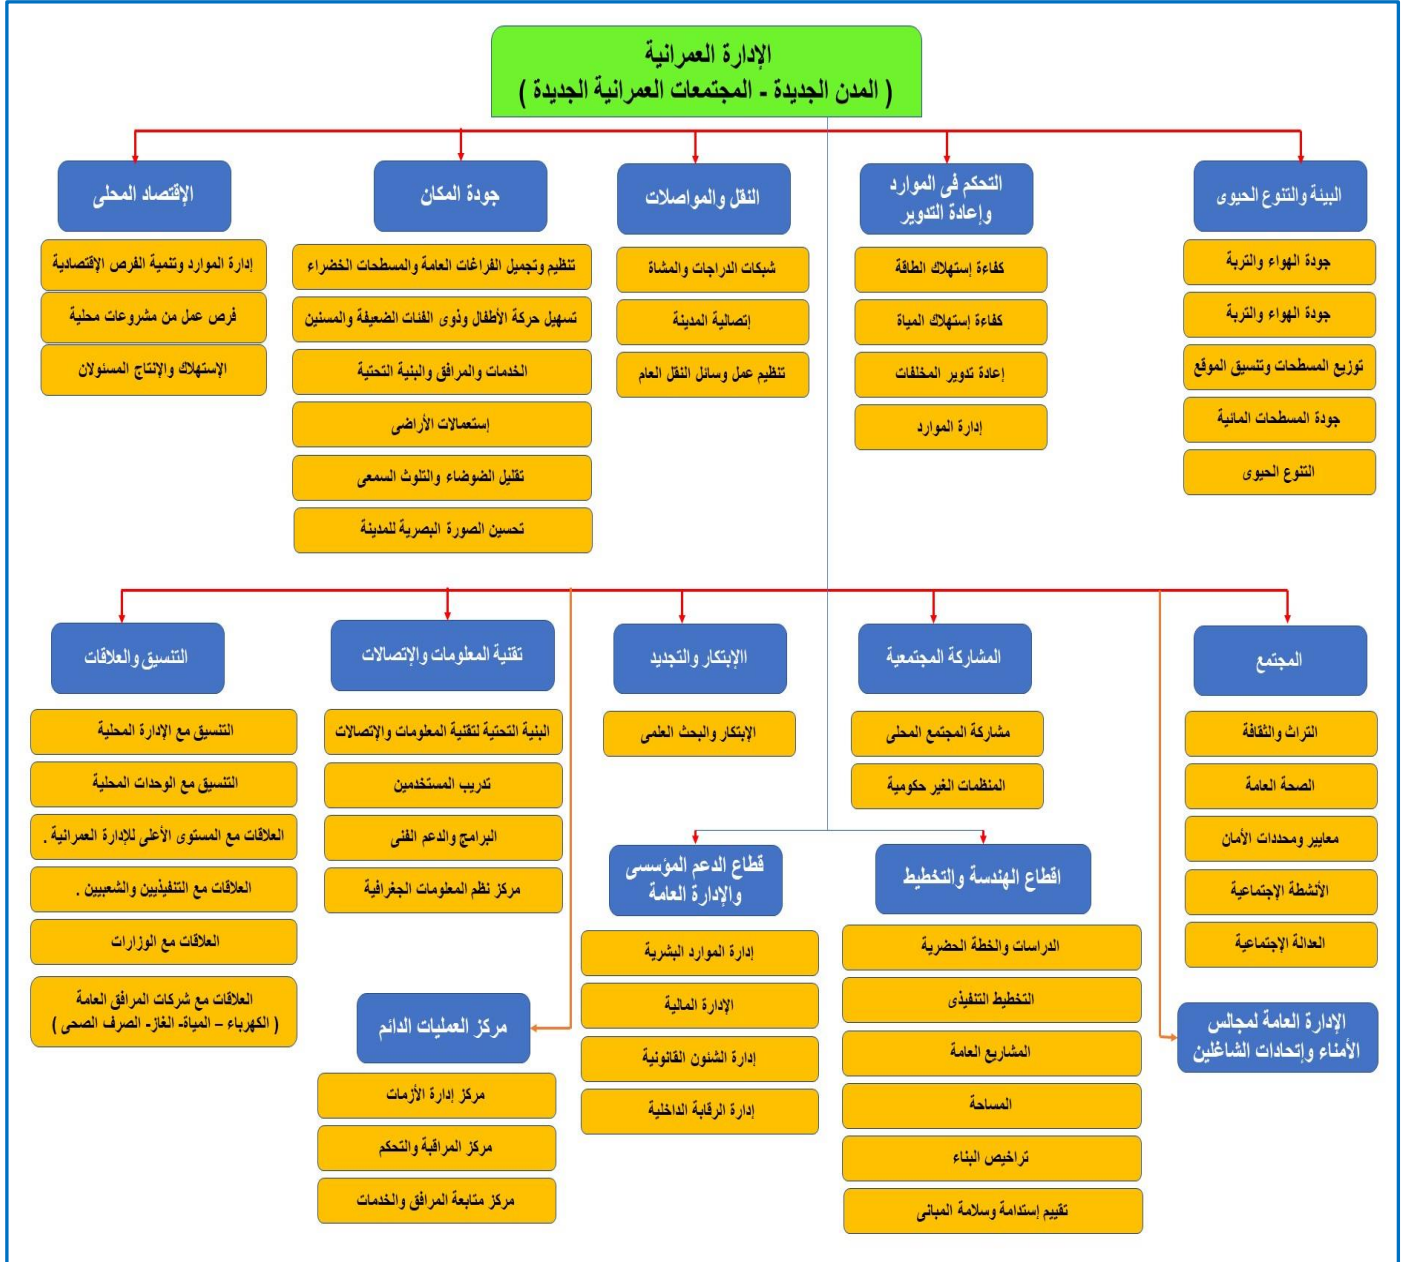 الإدارة العمرانية
( المدن الجديدة - المجتمعات العمرانية الجديدة )
البيئة والتنوع الحيوى
جودة الهواء والتربة
جودة الهواء والتربة
توزيع المسطحات وتنسيق الموقع
جودة المسطحات المائية
التنوع الحيوى
التحكم فى الموارد
وإعادة التدوير
كفاءة إستهلاك الطاقة
كفاءة إستهلاك المياة
إعادة تدوير المخلفات
إدارة الموارد
النقل والمواصلات
شبكات الدراجات والمشاة
إتصالية المدينة
تنظيم عمل وسائل النقل العام
جودة المكان
تنظيم وتجميل الفراغات العامة والمسطحات الخضراء
تسهيل حركة الأطفال وذوى الفئات الضعيفة والمسنين
الخدمات والمرافق والبنية التحتية
إستعمالات الأراضى
تقليل الضوضاء والتلوث السمعى
تحسين الصورة البصرية للمدينة
الإقتصاد المحلى
إدارة الموارد وتنمية الفرص الإقتصادية
فرص عمل من مشروعات محلية
الإستهلاك والإنتاج المسئولان
المجتمع
التراث والثقافة
الصحة العامة
معايير ومحددات الأمان
الأنشطة الإجتماعية
العدالة الإجتماعية
الإدارة العامة لمجالس
الأمناء وإتحادات الشاغلين
المشاركة المجتمعية
مشاركة المجتمع المحلى
المنظمات الغير حكومية
االإبتكار والتجديد
الإبتكار والبحث العلمى
اقطاع الهندسة والتخطيط
الدراسات والخطة الحضرية
التخطيط التنفيذى
المشاريع العامة
المساحة
تراخيص البناء
تقييم إستدامة وسلامة المبانى
قطاع الدعم المؤسسى
والإدارة العامة
إدارة الموارد البشرية
الإدارة المالية
إدارة الشئون القانونية
إدارة الرقابة الداخلية
تقنية المعلومات والإتصالات
البنية التحتية لتقنية المعلومات والإتصالات
تدريب المستخدمين
البرامج والدعم الفنى
مركز نظم المعلومات الجغرافية
مركز العمليات الدائم
مركز إدارة الأزمات
مركز المراقبة والتحكم
مركز متابعة المرافق والخدمات
التنسيق والعلاقات
التنسيق مع الإدارة المحلية
التنسيق مع الوحدات المحلية
العلاقات مع المستوى الأعلى للإدارة العمرانية .
العلاقات مع التنفيذيين والشعبيين .
العلاقات مع الوزارات
العلاقات مع شركات المرافق العامة
( الكهرباء – المياة- الغاز- الصرف الصحى )